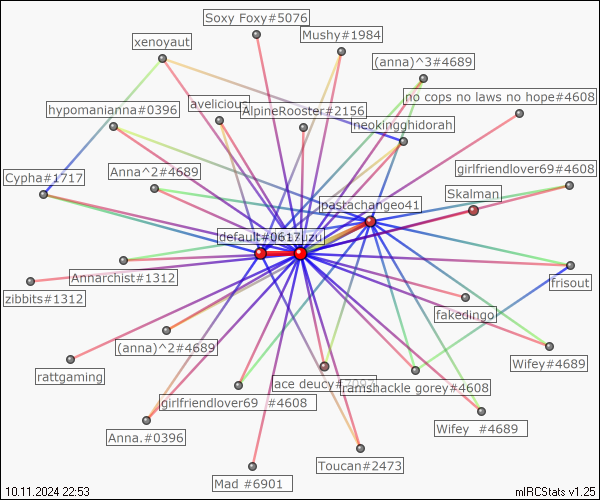 Soxy Foxy#5076
Mushy#1984
xenoyaut
(anna)^3#4689
no cops no laws no hope#4608
avelicious
AlpineRooster#2156
hypomanianna#0396
neokingghidorah
Anna^2#4689
girlfriendlover69#4608
Cypha#1717
Skalman.
pastachangeo41
default#0617
uzu
Annarchist#1312
frisout
zibbits#1312
fakedingo
(anna)^2#4689
Wifey#4689
rattgaming
ace deucy#
ramshackle gorey#4608
girlfriendlover69 #4608
Wifey #4689
Anna.#0396
Toucan#2473
Mad #6901
10.11.2024 22:53
mIRCStats v1.25